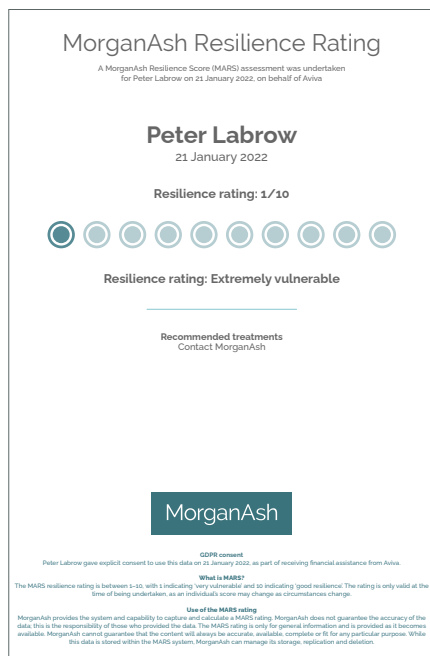 MorganAsh Resilience Rating
A MorganAsh Resilience Score (MARS) assessment was undertaken
for Peter Labrow on 21 January 2022, on behalf of Aviva
Peter Labrow
21 January 2022
Resilience rating: 1/10
Resilience rating: Extremely vulnerable
Recommended treatments
Contact MorganAsh
MorganAsh
GDPR consent
Peter Labrow gave explicit consent to use this data on 21 January 2022, as part of receiving financial assistance from Aviva.
What is MARS?
The MARS resilience rating is between 1–10, with 1 indicating 'very vulnerable' and 10 indicating 'good resilience'. The rating is only valid at the
time of being undertaken, as an individual's score may change as circumstances change.
Use of the MARS rating
MorganAsh provides the system and capability to capture and calculate a MARS rating. MorganAsh does not guarantee the accuracy of the
data; this is the responsibility of those who provided the data. The MARS rating is only for general information and is provided as it becomes
available. MorganAsh cannot guarantee that the content will always be accurate, available, complete or fit for any particular purpose. While
this data is stored within the MARS system, MorganAsh can manage its storage, replication and deletion.